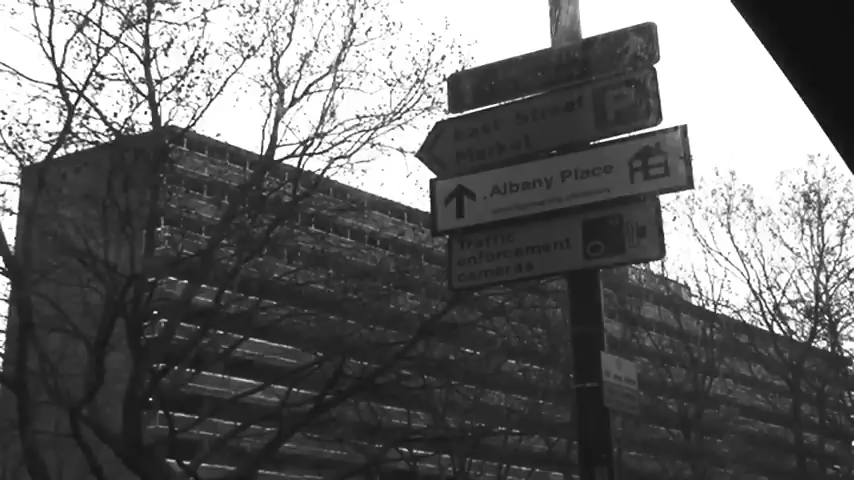 East Street
Market
P
Albany Place
Traffic
enforcement
cameras